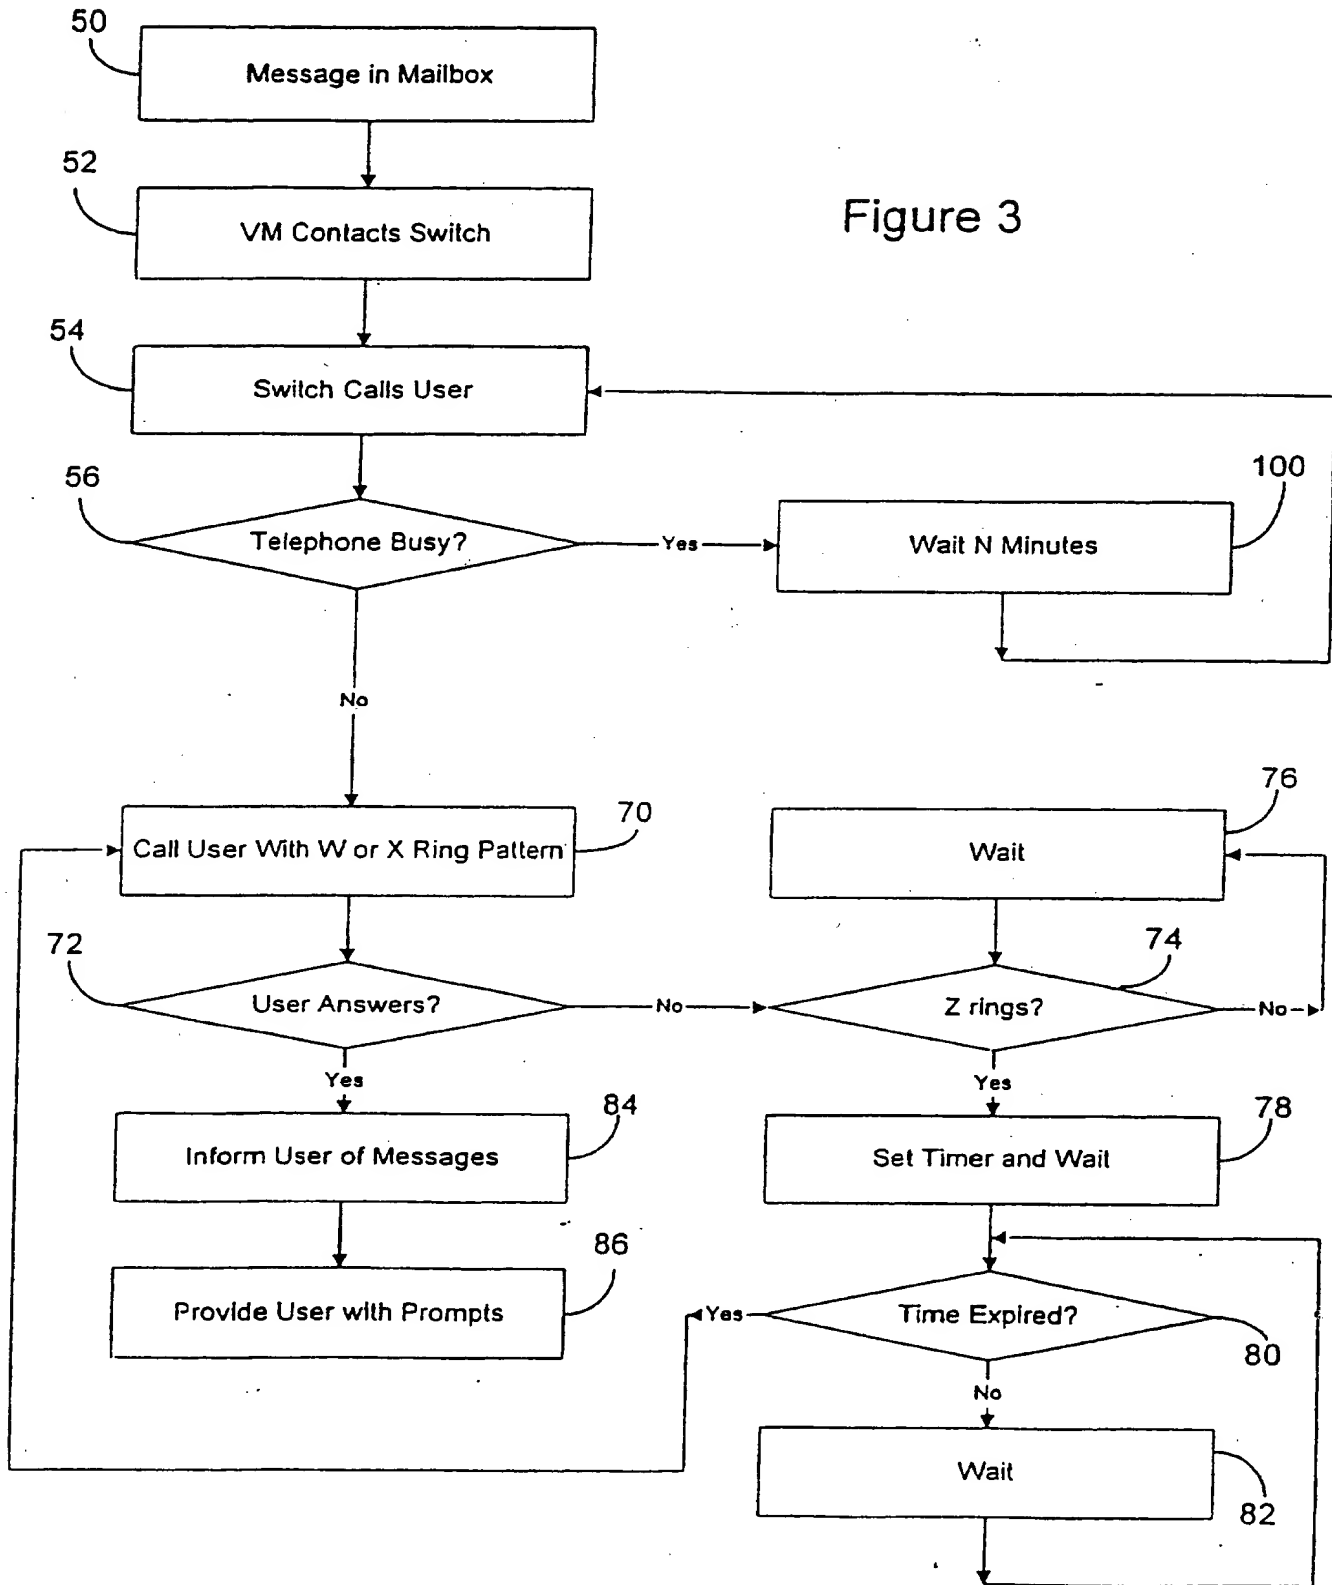 50
Message in Mailbox
52
VM Contacts Switch
Figure 3
54
Switch Calls User
56
Telephone Busy?
Yes
100
Wait N Minutes
No
70
Call User With W or X Ring Pattern
76
Wait
72
User Answers?
No
74
Z rings?
No
Yes
84
Inform User of Messages
Yes
78
Set Timer and Wait
86
Provide User with Prompts
Yes
Time Expired?
80
No
Wait
82